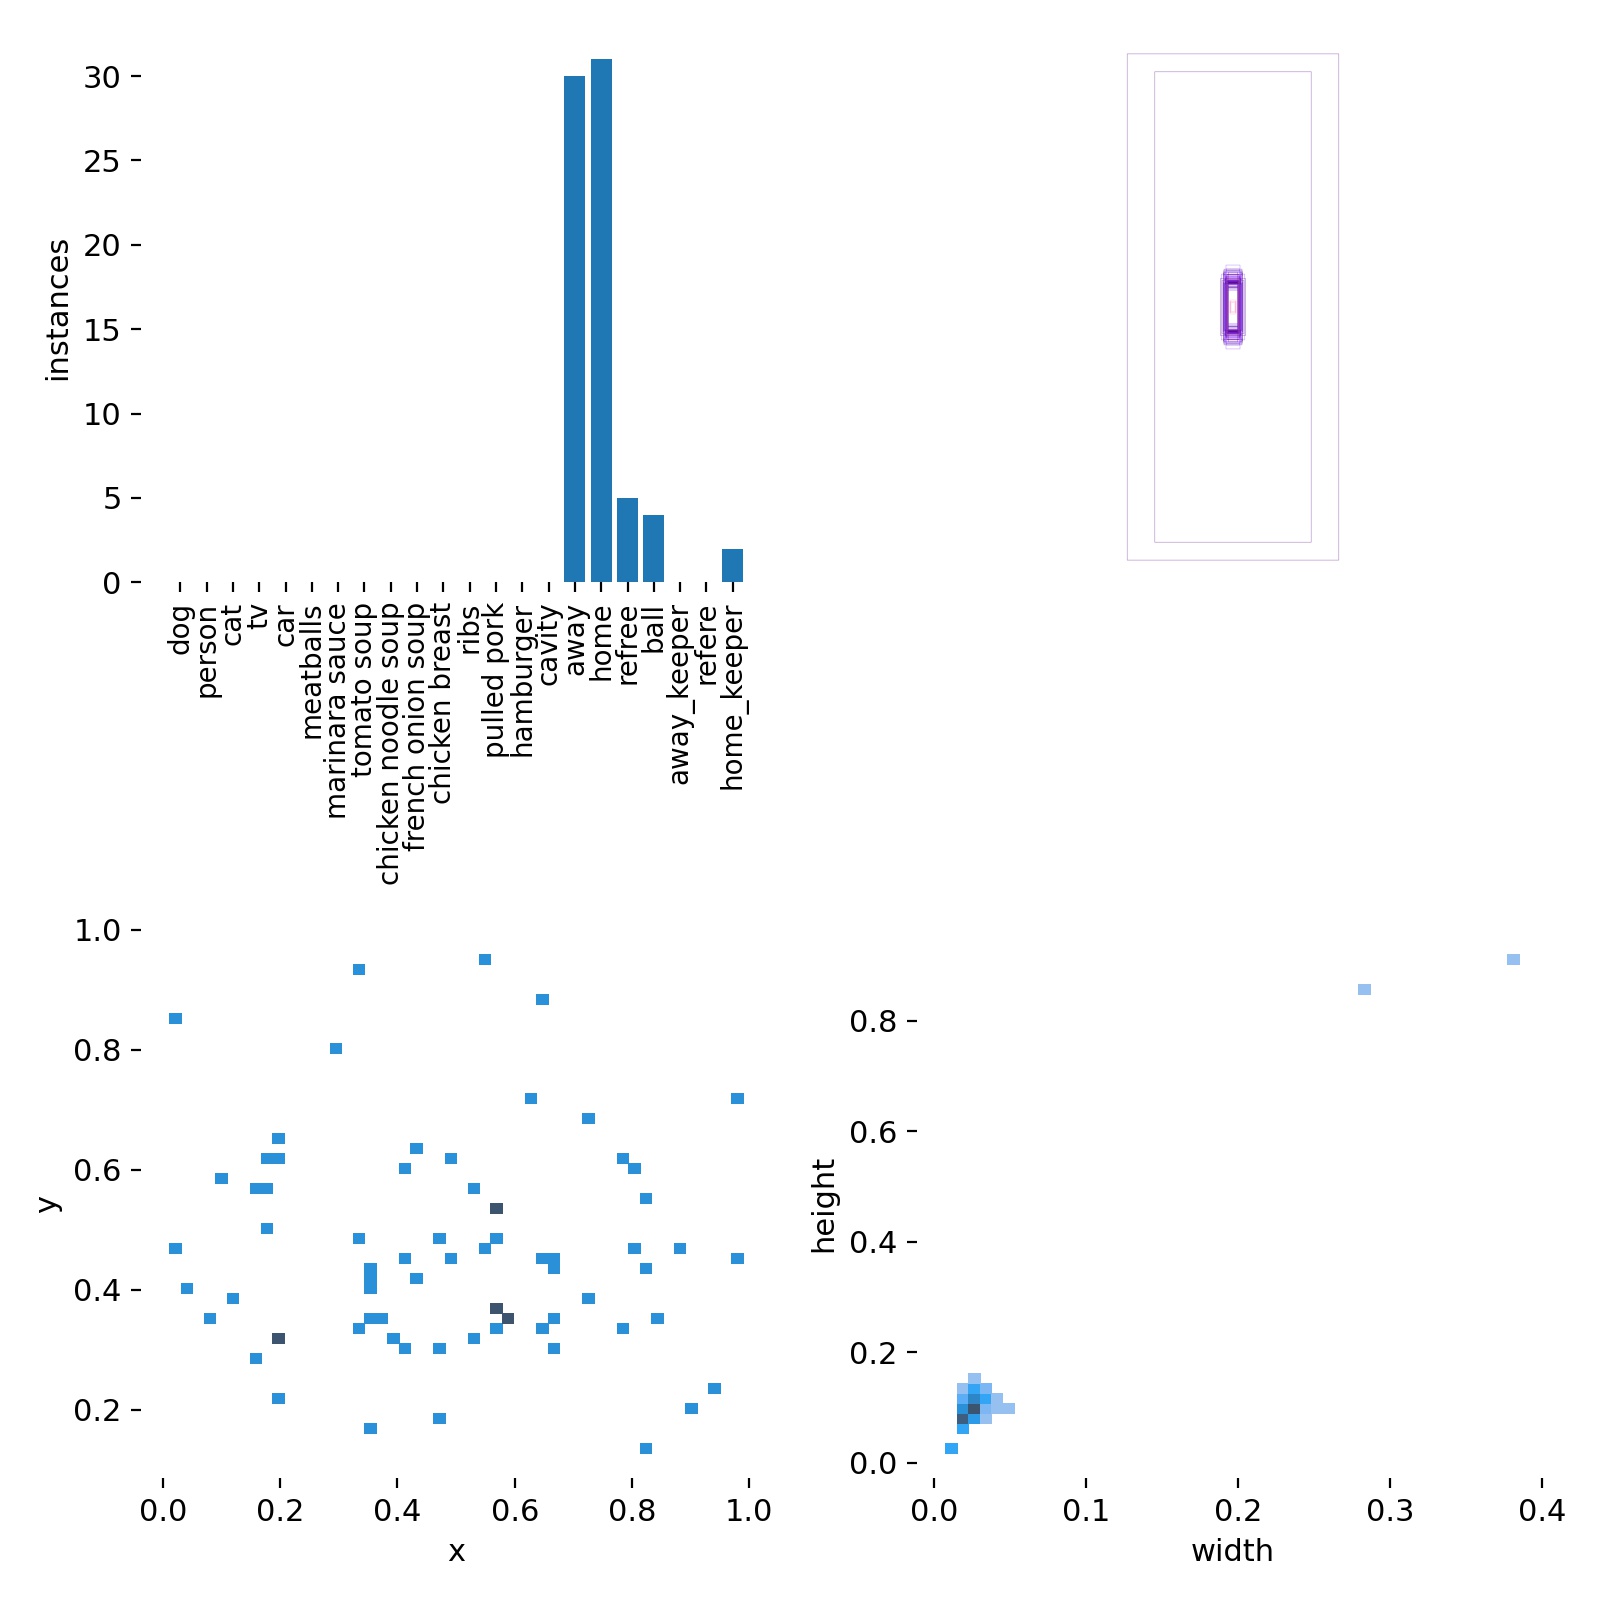 30
25
20
15
10
5
0
instances
dog
person
cat
tv
car
meatballs
marinara sauce
tomato soup
chicken noodle soup
french onion soup
chicken breast
ribs
pulled pork
hamburger
cavity
away
home
refree
ball
away_keeper
refere
home_keeper
1.0
0.8
0.6
0.4
0.2
y
0.0 0.2 0.4 0.6 0.8 1.0
x
0.8
0.6
0.4
0.2
0.0
height
0.0 0.1 0.2 0.3 0.4
width